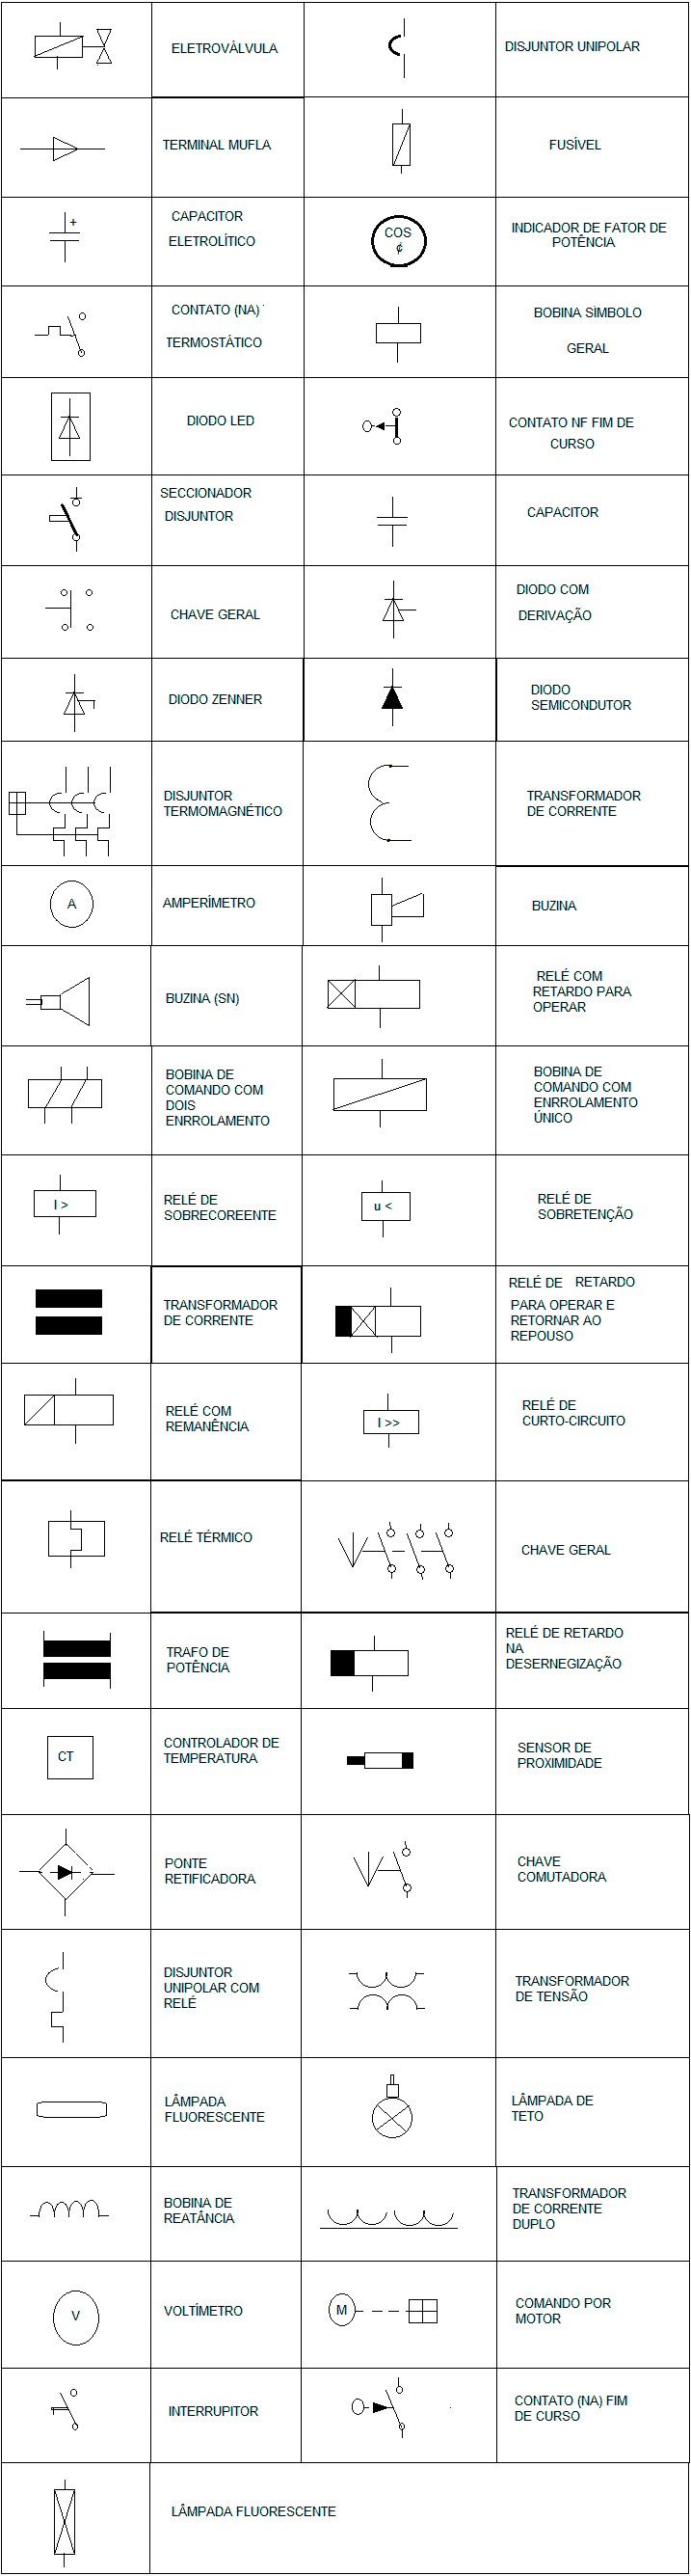 ELETROVÁLVULA
DISJUNTOR UNIPOLAR
TERMINAL MUFLA
FUSÍVEL
+
CAPACITOR
ELETROLÍTICO
COS
¢
INDICADOR DE FATOR DE
POTÊNCIA
CONTATO (NA)
TERMOSTÁTICO
BOBINA SÌMBOLO
GERAL
DIODO LED
CONTATO NF FIM DE
CURSO
SECCIONADOR
DISJUNTOR
CAPACITOR
CHAVE GERAL
DIODO COM
DERIVAÇÃO
DIODO ZENNER
DIODO
SEMICONDUTOR
DISJUNTOR
TERMOMAGNÉTICO
TRANSFORMADOR
DE CORRENTE
A
AMPERÍMETRO
BUZINA
BUZINA (SN)
RELÉ COM
RETARDO PARA
OPERAR
BOBINA DE
COMANDO COM
DOIS
ENRROLAMENTO
BOBINA DE
COMANDO COM
ENRROLAMENTO
ÚNICO
I >
RELÉ DE
SOBRECOREENTE
u <
RELÉ DE
SOBRETENÇÃO
TRANSFORMADOR
DE CORRENTE
RELÉ DE RETARDO
PARA OPERAR E
RETORNAR AO
REPOUSO
RELÉ COM
REMANÊNCIA
I >>
RELÉ DE
CURTO-CIRCUITO
RELÉ TÉRMICO
CHAVE GERAL
TRAFO DE
POTÊNCIA
RELÉ DE RETARDO
NA
DESERNEGIZAÇÃO
CT
CONTROLADOR DE
TEMPERATURA
SENSOR DE
PROXIMIDADE
PONTE
RETIFICADORA
CHAVE
COMUTADORA
DISJUNTOR
UNIPOLAR COM
RELÉ
TRANSFORMADOR
DE TENSÃO
LÂMPADA
FLUORESCENTE
LÂMPADA DE
TETO
BOBINA DE
REATÂNCIA
TRANSFORMADOR
DE CORRENTE
DUPLO
V
VOLTÍMETRO
M
COMANDO POR
MOTOR
INTERRUPITOR
CONTATO (NA) FIM
DE CURSO
LÂMPADA FLUORESCENTE